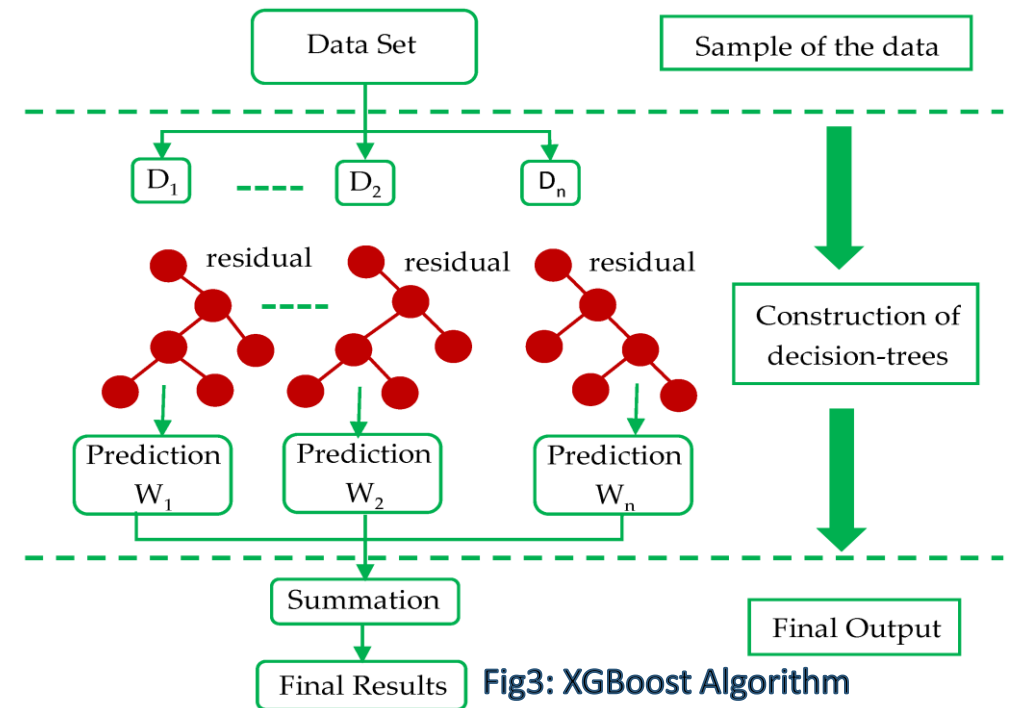 Data Set
Sample of the data
D₁
D₂
Dₙ
residual
residual
residual
Construction of
decision-trees
Prediction
W₁
Prediction
W₂
Prediction
Wₙ
Summation
Final Output
Final Results
Fig3: XGBoost Algorithm